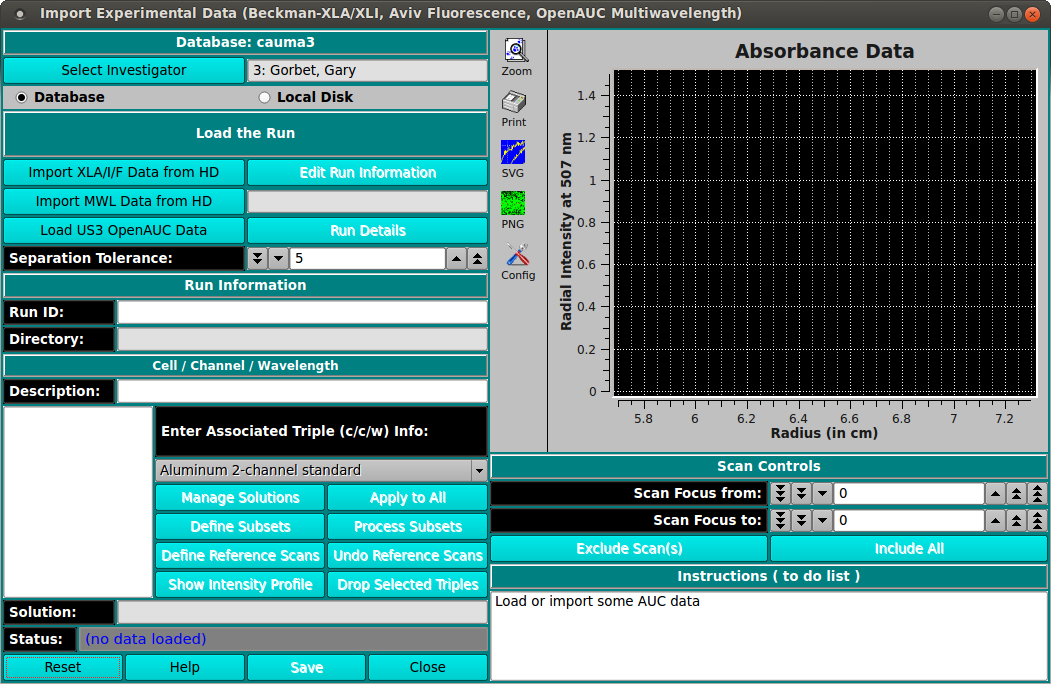 Import Experimental Data (Beckman-XLA/XLI, Aviv Fluorescence, OpenAUC Multiwavelength)
Database: cauma3
Select Investigator 3: Gorbet, Gary
Database Local Disk
Load the Run
Import XLA/I/F Data from HD Edit Run Information
Import MWL Data from HD
Load US3 OpenAUC Data Run Details
Separation Tolerance: 5
Run Information
Run ID:
Directory:
Cell / Channel / Wavelength
Description:
Enter Associated Triple (c/c/w) Info:
Aluminum 2-channel standard
Manage Solutions Apply to All
Define Subsets Process Subsets
Define Reference Scans Undo Reference Scans
Show Intensity Profile Drop Selected Triples
Solution:
Status: (no data loaded)
Reset Help Save Close
Zoom
Print
SVG
PNG
Config
Absorbance Data
Radial Intensity at 507 nm
1.4
1.2
1
0.8
0.6
0.4
0.2
0
5.8 6 6.2 6.4 6.6 6.8 7 7.2
Radius (in cm)
Scan Controls
Scan Focus from: 0
Scan Focus to: 0
Exclude Scan(s) Include All
Instructions ( to do list )
Load or import some AUC data